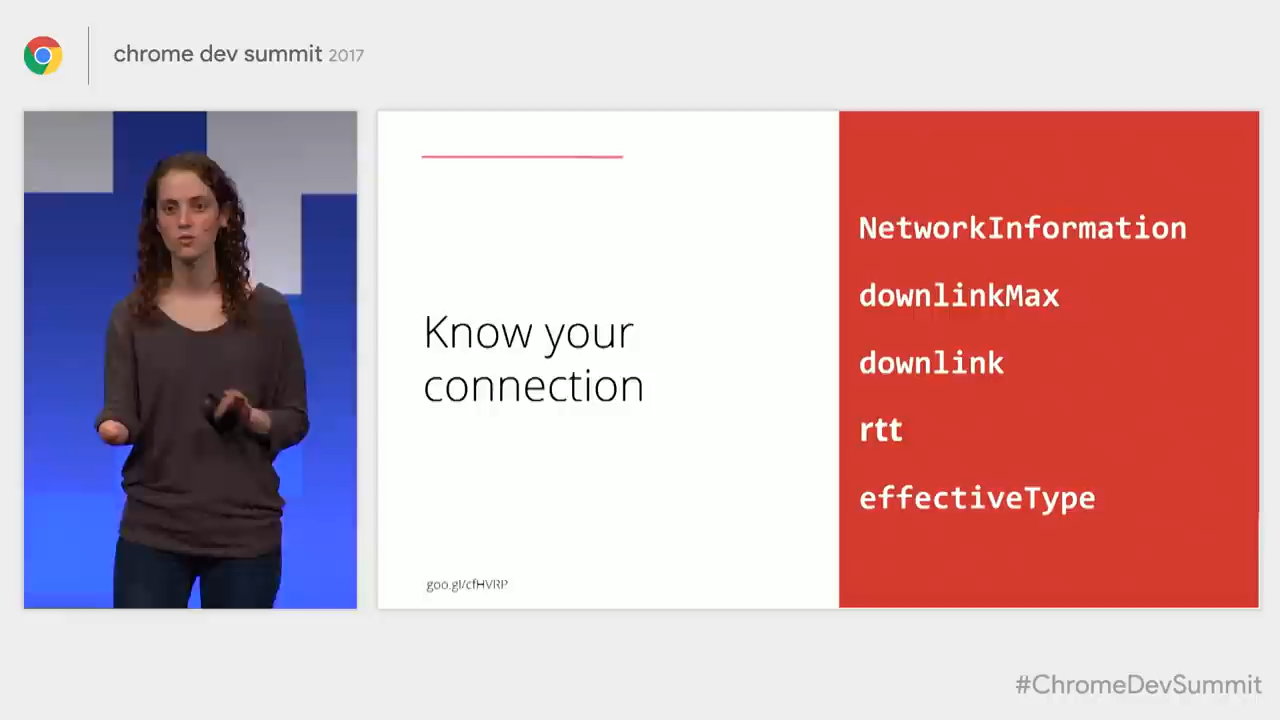 chrome dev summit 2017
Know your
connection
goo.gl/cfHVRP
NetworkInformation
downlinkMax
downlink
rtt
effectiveType
#ChromeDevSummit